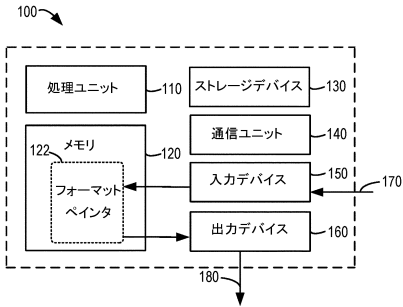 100
処理ユニット
110
ストレージデバイス
130
通信ユニット
140
メモリ
120
122
フォーマット
ペインタ
入力デバイス
150
170
出力デバイス
160
180